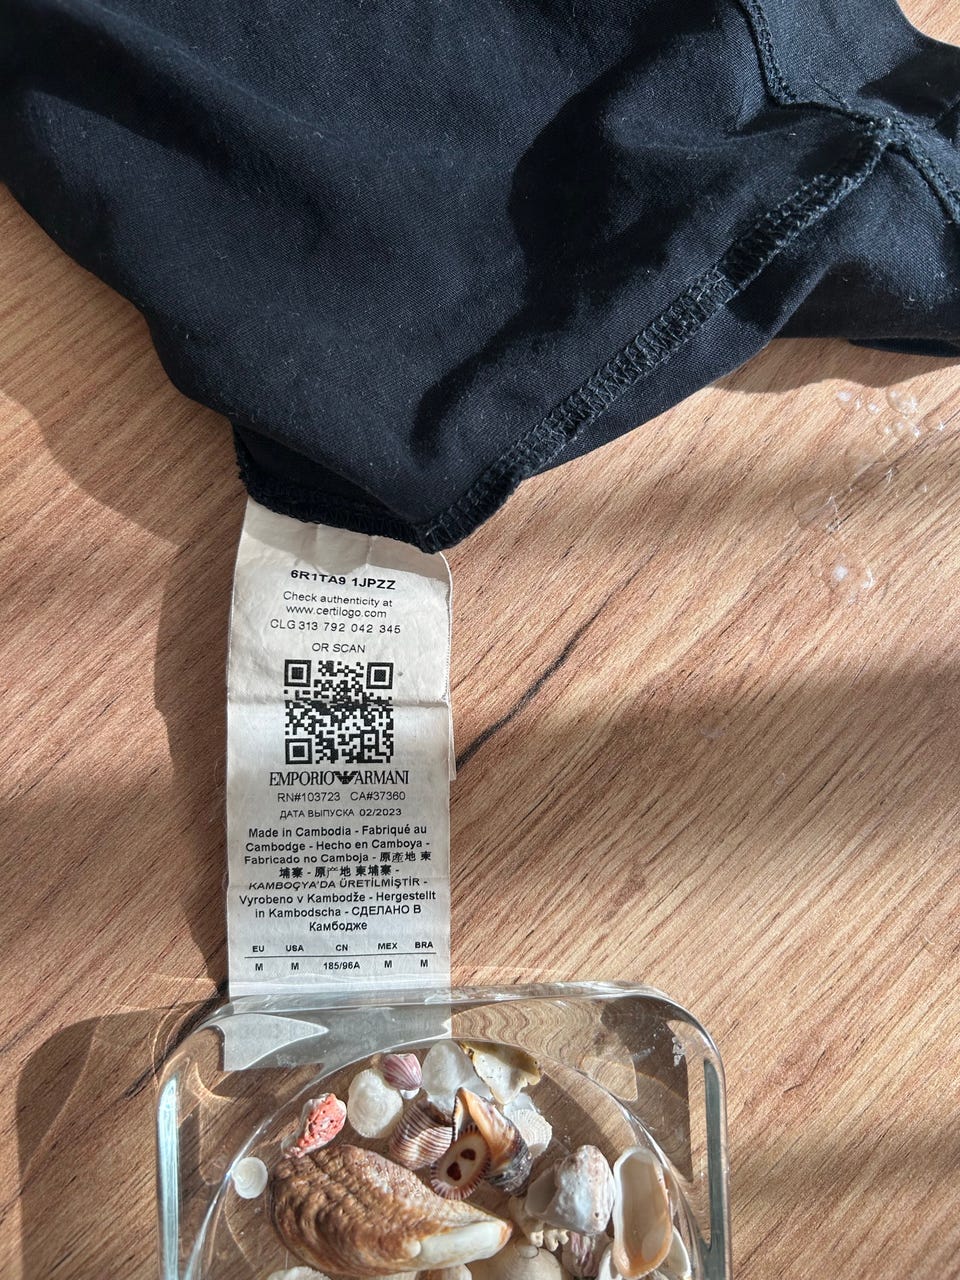 6R1TA9 1JPZZ
Check authenticity at
www.certilogo.com
CLG 313 792 042 345
OR SCAN
EMPORIO ARMANI
RN#103723 CA#37360
ДАТА ВЫПУСКА 02/2023
Made in Cambodia - Fabriqué au
Cambodge - Hecho en Camboya -
Fabricado no Camboja - 原產地 柬
埔寨 - 原产地 柬埔寨 -
KAMBOÇYA'DA ÜRETİLMİŞTİR -
Vyrobeno v Kambodže - Hergestellt
in Kambodscha - СДЕЛАНО В
Камбодже
EU USA CN MEX BRA
M M 185/96A M M